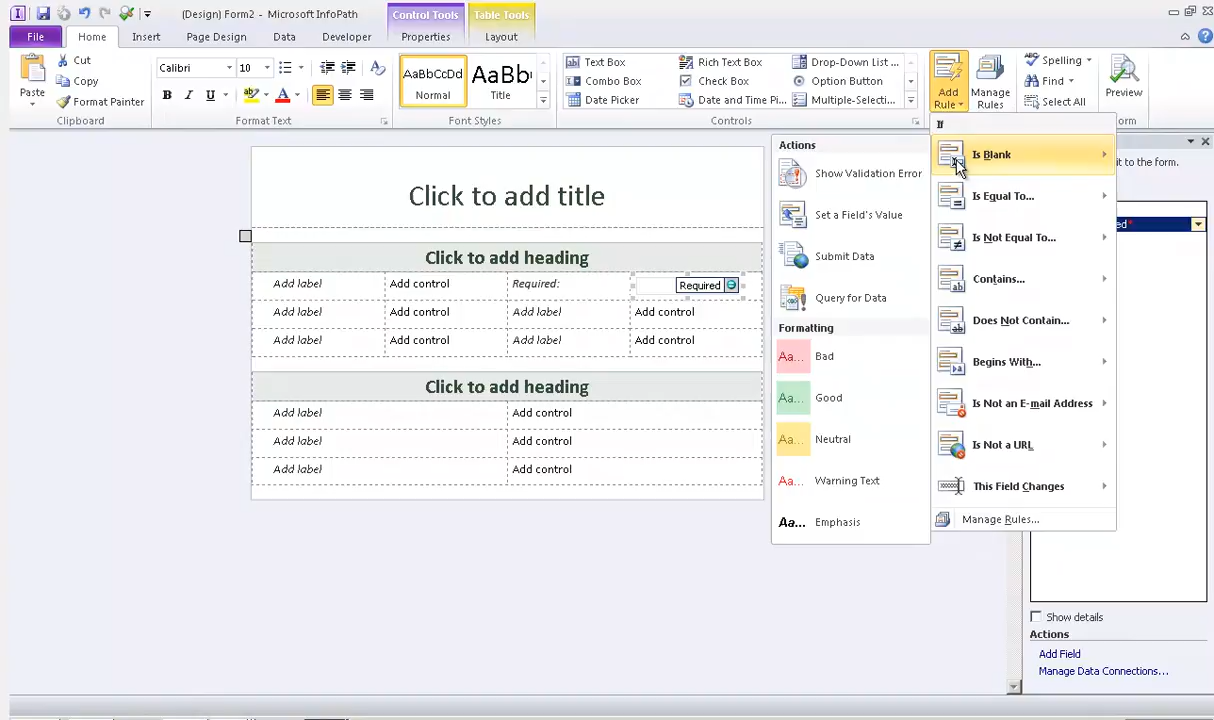 (Design) Form2 - Microsoft InfoPath
Control Tools
Table Tools
File
Home
Insert
Page Design
Data
Developer
Properties
Layout
Paste
Cut
Copy
Format Painter
Clipboard
Calibri
10
B I U
Format Text
AaBbCcDd
Normal
AaBb
Title
Font Styles
Text Box
Combo Box
Date Picker
Rich Text Box
Check Box
Date and Time Pi...
Drop-Down List ...
Option Button
Multiple-Selecti...
Controls
Add Rule
Manage Rules
Spelling
Find
Select All
Preview
orm
If
Is Blank
Is Equal To...
Is Not Equal To...
Contains...
Does Not Contain...
Begins With...
Is Not an E-mail Address
Is Not a URL
This Field Changes
Manage Rules...
Actions
Show Validation Error
Set a Field's Value
Submit Data
Query for Data
Formatting
Aa... Bad
Aa... Good
Aa... Neutral
Aa... Warning Text
Aa... Emphasis
Click to add title
Click to add heading
Add label Add control Required: Required
Add label Add control Add label Add control
Add label Add control Add label Add control
Click to add heading
Add label Add control
Add label Add control
Add label Add control
it to the form.
ed*
Show details
Actions
Add Field
Manage Data Connections...